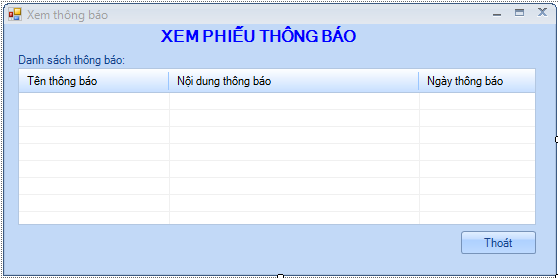 Xem thông báo
XEM PHIẾU THÔNG BÁO
Danh sách thông báo:
Tên thông báo Nội dung thông báo Ngày thông báo
Thoát